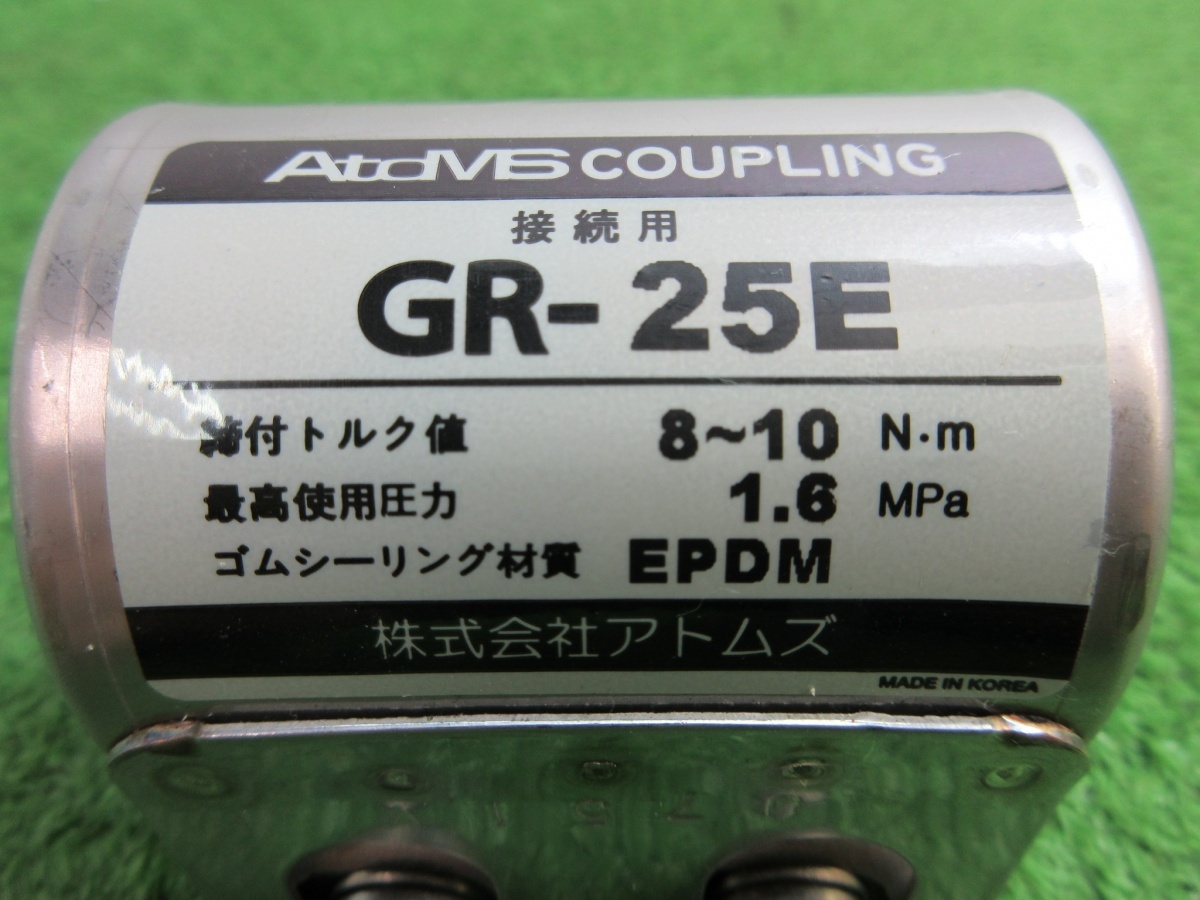 AtoMS COUPLING
接続用
GR-25E
締付トルク値 8~10 N·m
最高使用圧力 1.6 MPa
ゴムシーリング材質 EPDM
株式会社アトムズ
MADE IN KOREA